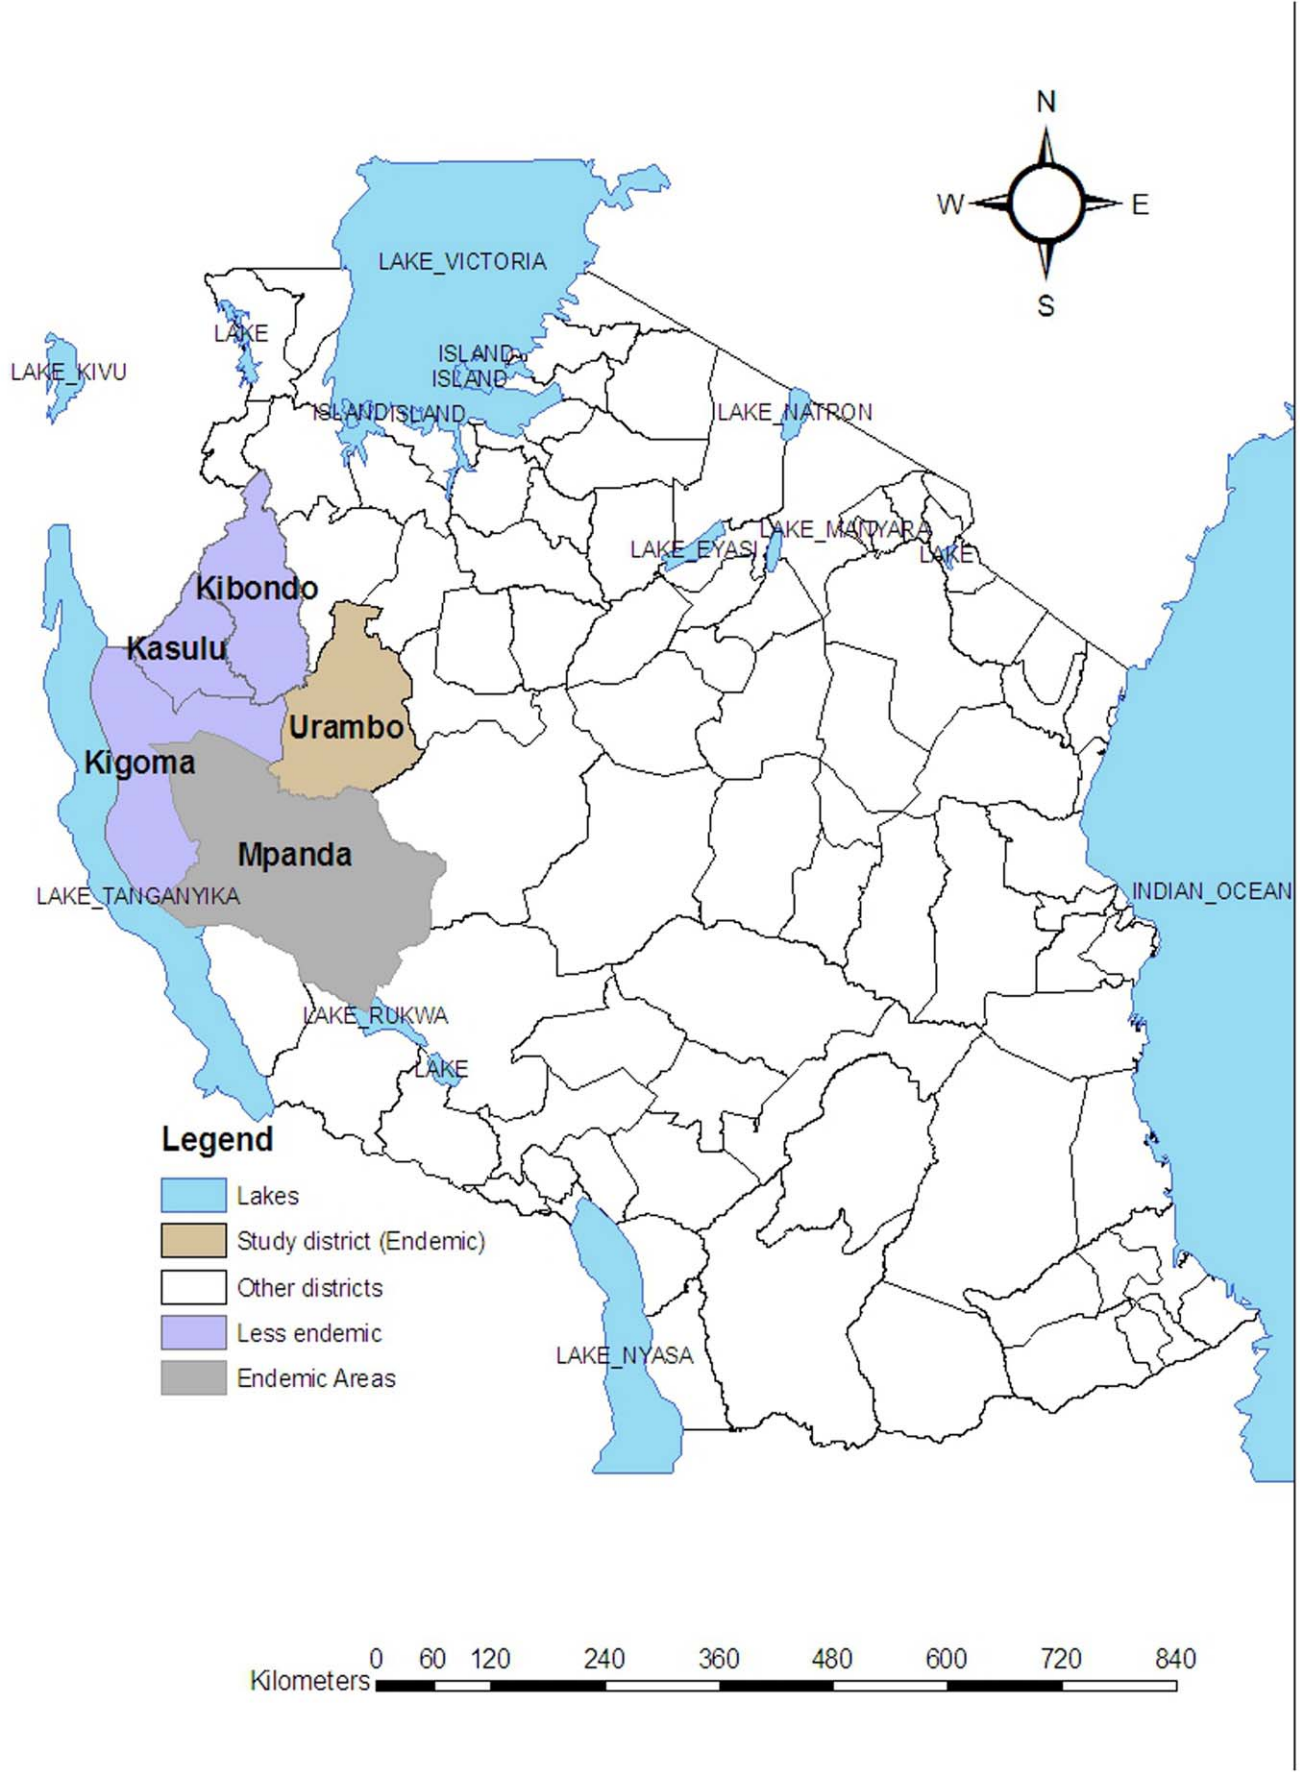 N
W E
S
LAKE_VICTORIA
LAKE
LAKE_KIVU
ISLAND
ISLAND
ISLANDISLAND
LAKE_NATRON
LAKE_EYASI
LAKE_MANYARA
LAKE
Kibondo
Kasulu
Urambo
Kigoma
Mpanda
LAKE_TANGANYIKA
INDIAN_OCEAN
LAKE_RUKWA
LAKE
Legend
Lakes
Study district (Endemic)
Other districts
Less endemic
Endemic Areas
LAKE_NYASA
0 60 120 240 360 480 600 720 840
Kilometers